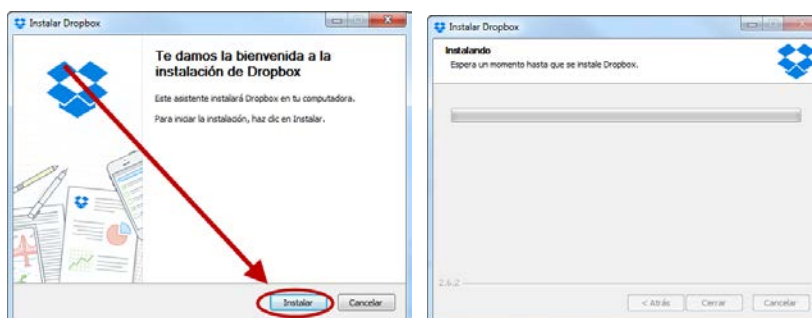 Instalar Dropbox
Te damos la bienvenida a la
instalación de Dropbox
Este asistente instalará Dropbox en tu computadora.
Para iniciar la instalación, haz clic en Instalar.
Instalar
Cancelar
Instalar Dropbox
Instalando
Espera un momento hasta que se instale Dropbox.
2.6.2
< Atrás
Cerrar
Cancelar